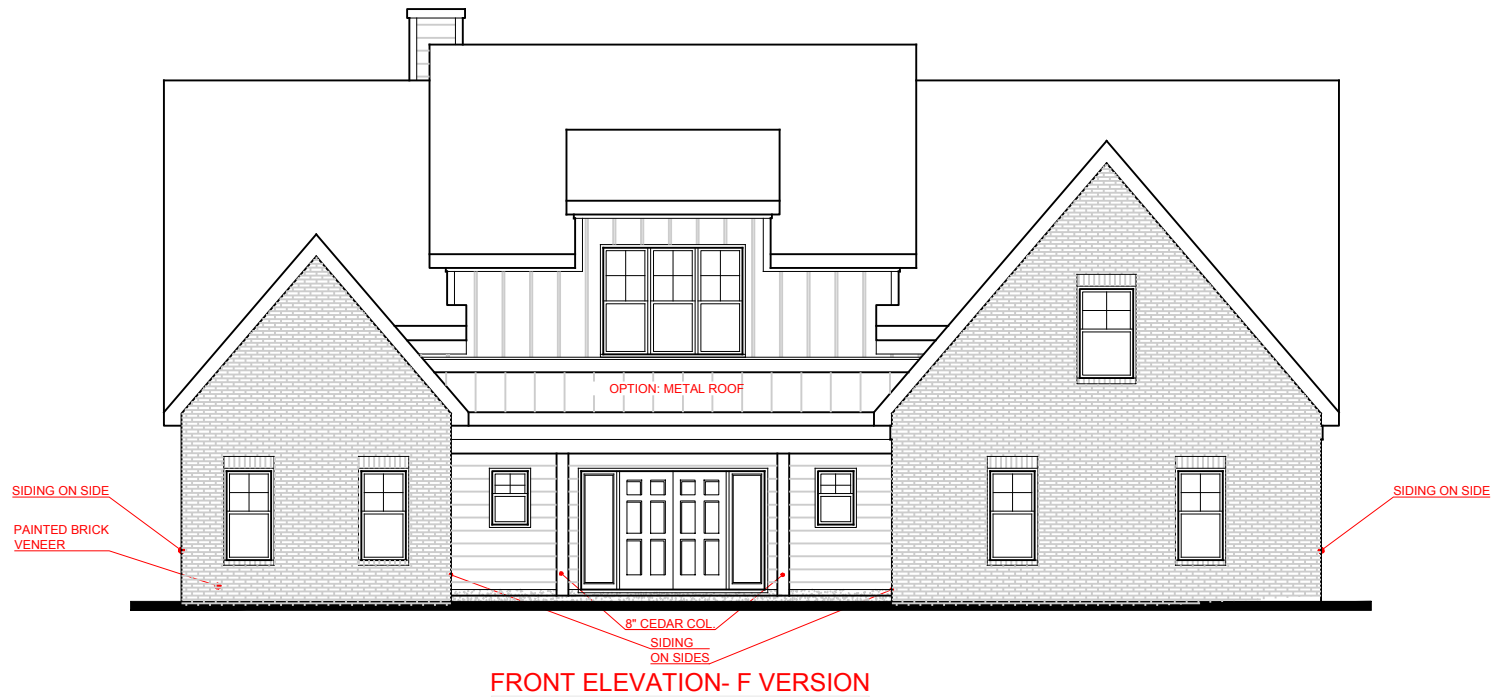 OPTION: METAL ROOF
SIDING ON SIDE
SIDING ON SIDE
PAINTED BRICK
VENEER
8" CEDAR COL.
SIDING
ON SIDES
FRONT ELEVATION- F VERSION